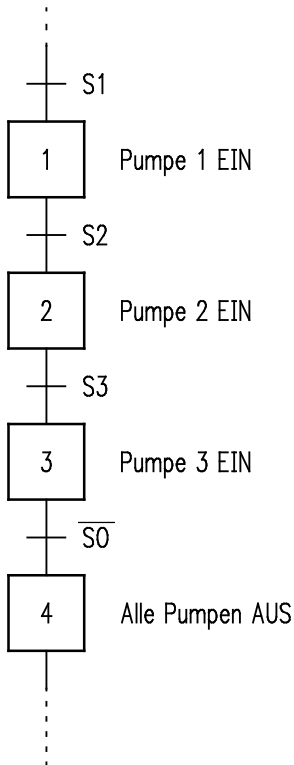 S1
1 Pumpe 1 EIN
S2
2 Pumpe 2 EIN
S3
3 Pumpe 3 EIN
S̅0̅
4 Alle Pumpen AUS